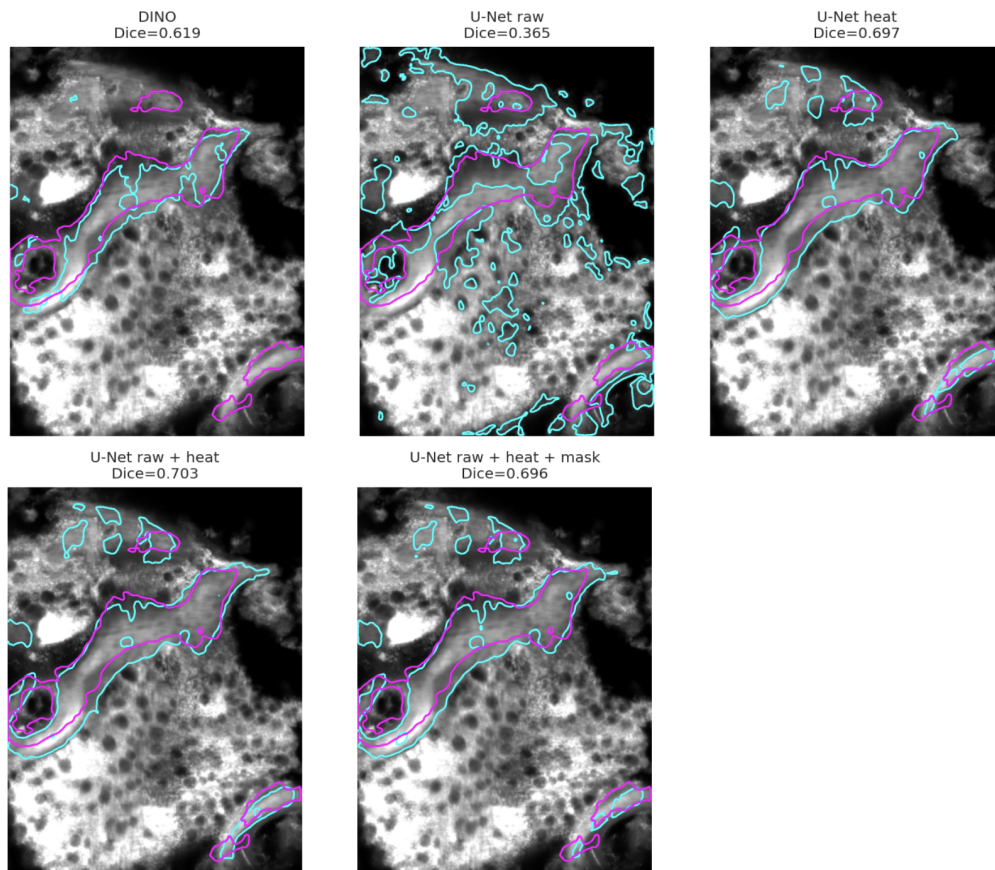 DINO
Dice=0.619
U-Net raw
Dice=0.365
U-Net heat
Dice=0.697
U-Net raw + heat
Dice=0.703
U-Net raw + heat + mask
Dice=0.696